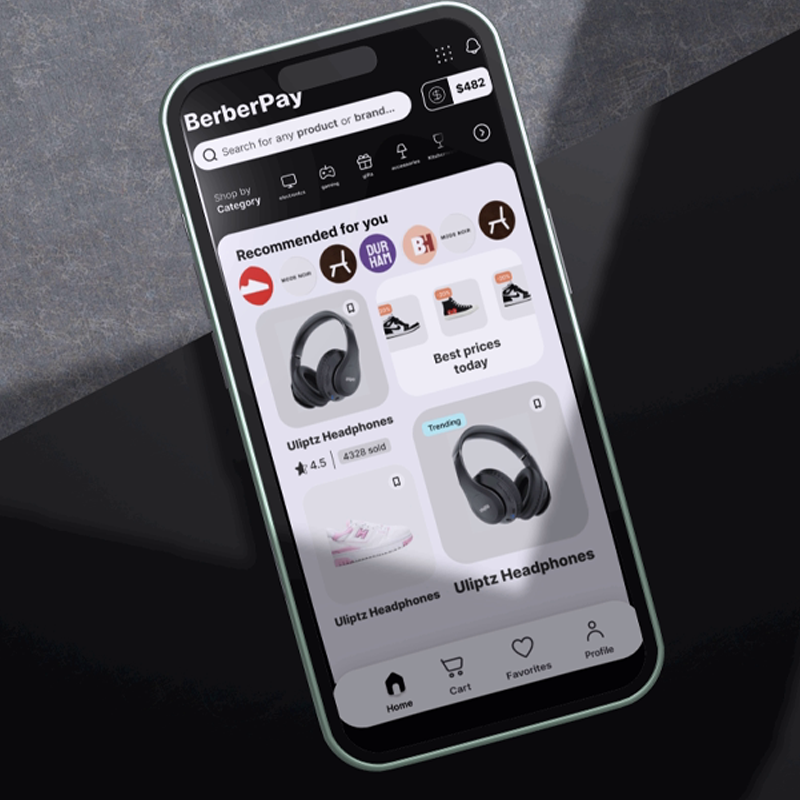 BerberPay
$482
Search for any product or brand...
Shop by
Category
electronics
gaming
gifts
accessories
Kitchen
Recommended for you
MODE NOIR
DUR
HAM
BH
MODE NOIR
Best prices
today
Uliptz Headphones
4.5
4328 sold
Trending
Uliptz Headphones
Uliptz Headphones
Home
Cart
Favorites
Profile